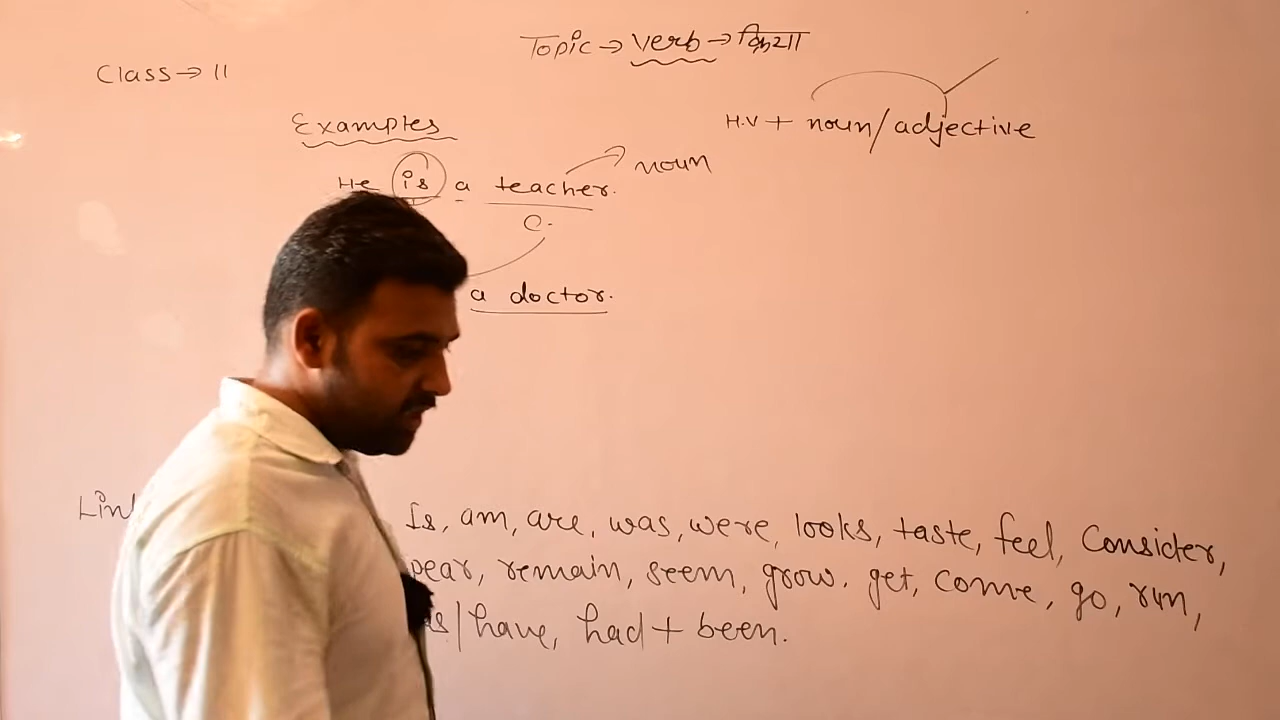 Topic → verb → क्रिया
Class → 11
H.V + noun/adjective
Examples
He is a teacher. noun
C.
a doctor.
Is, am, are, was, were, looks, taste, feel, Consider,
remain, seem, grow. get, come, go, run,
/have, had + been.